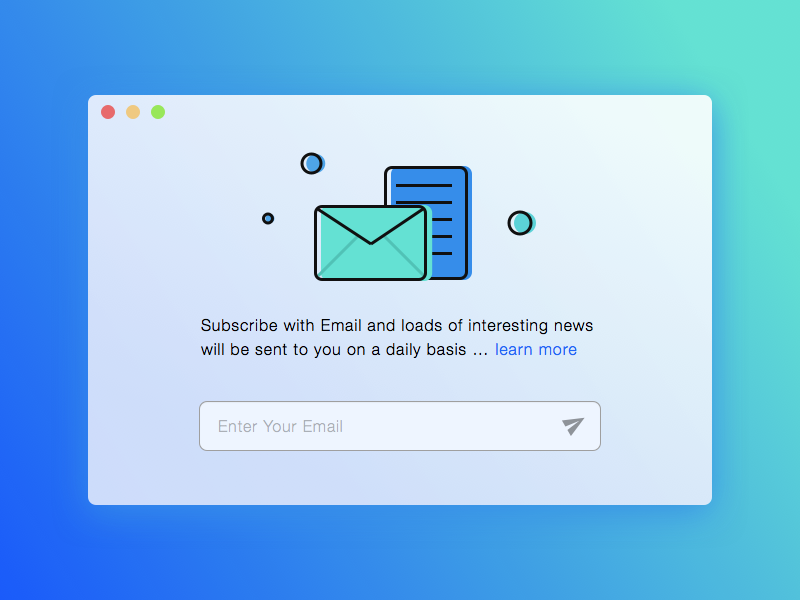 Subscribe with Email and loads of interesting news
will be sent to you on a daily basis ... learn more
Enter Your Email